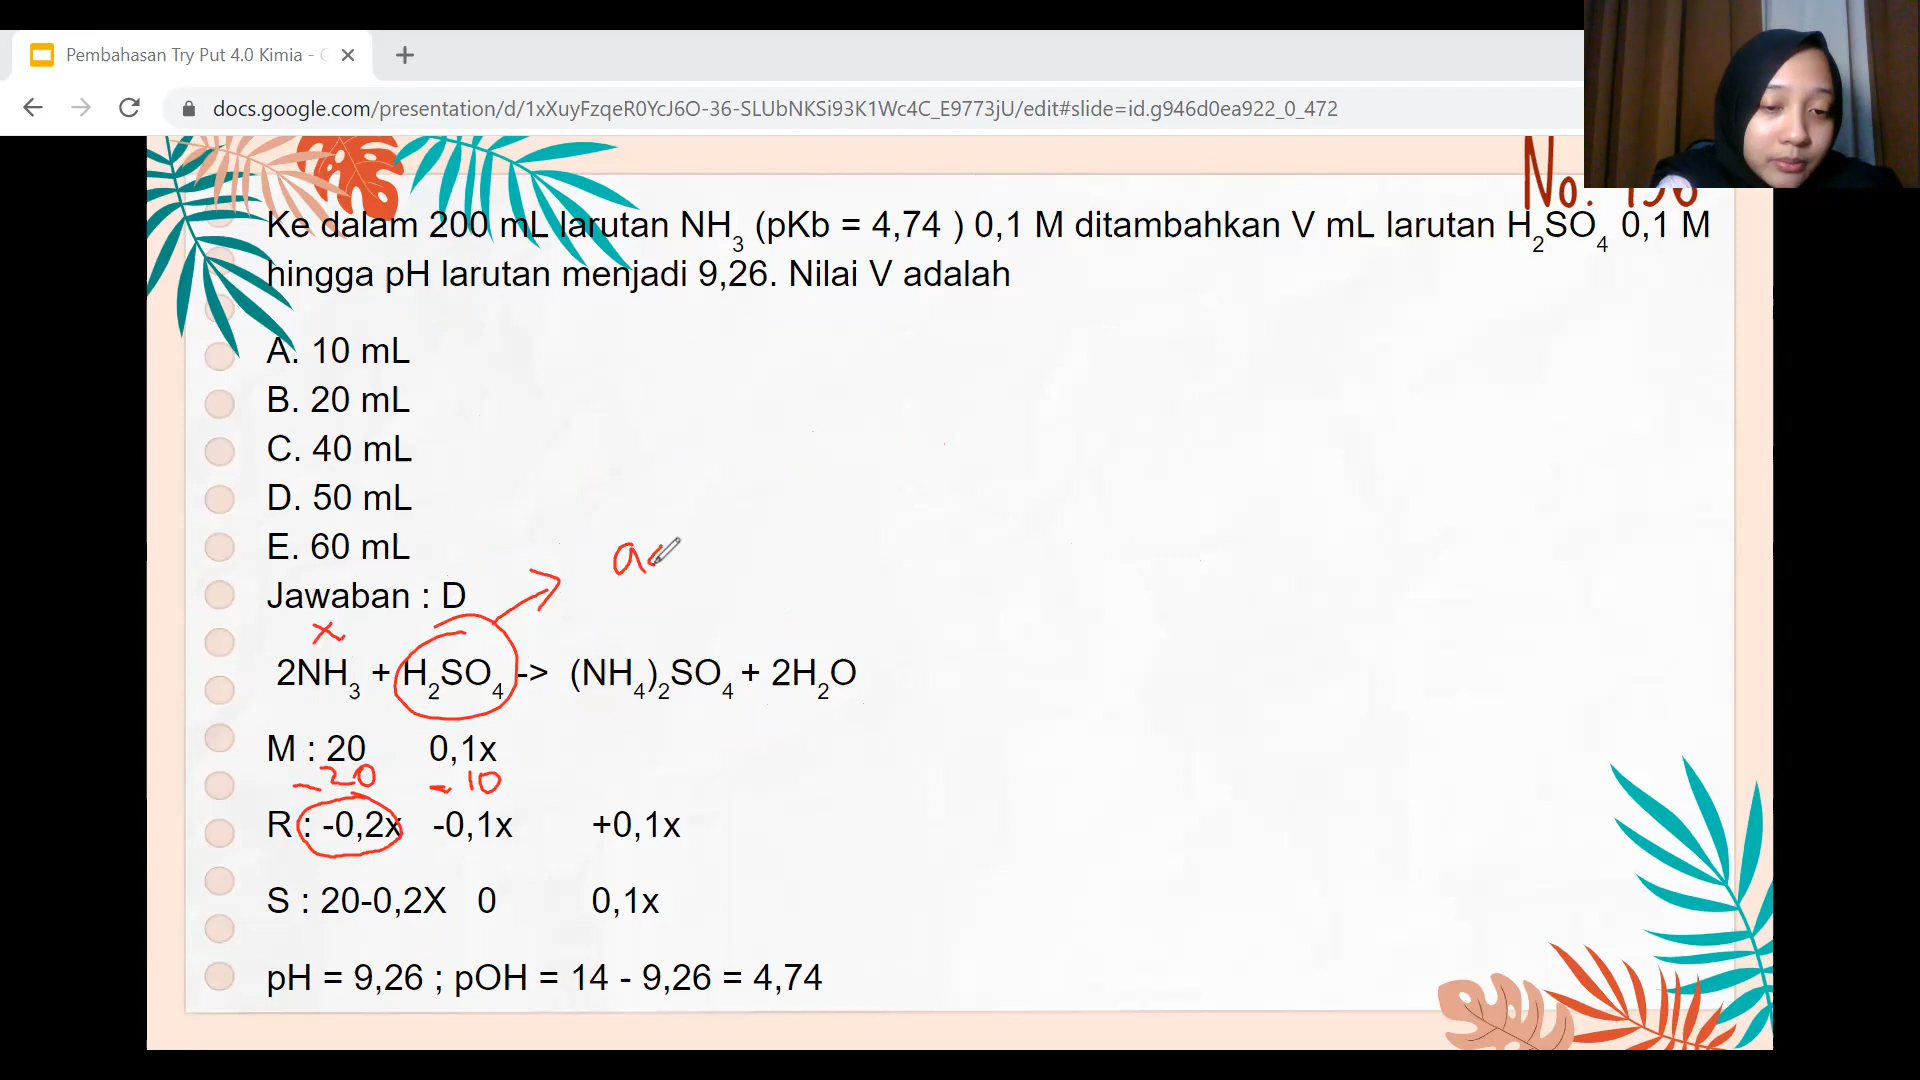 Pembahasan Try Put 4.0 Kimia -
docs.google.com/presentation/d/1xXuyFzqeR0YcJ6O-36-SLUbNKSi93K1Wc4C_E9773jU/edit#slide=id.g946d0ea922_0_472
No.
Ke dalam 200 mL larutan NH3 (pKb = 4,74 ) 0,1 M ditambahkan V mL larutan H2SO4 0,1 M
hingga pH larutan menjadi 9,26. Nilai V adalah
A. 10 mL
B. 20 mL
C. 40 mL
D. 50 mL
E. 60 mL
Jawaban : D
x
2NH3 + H2SO4 -> (NH4)2SO4 + 2H2O
M : 20 0,1x
-20 -10
R : -0,2x -0,1x +0,1x
S : 20-0,2X 0 0,1x
pH = 9,26 ; pOH = 14 - 9,26 = 4,74